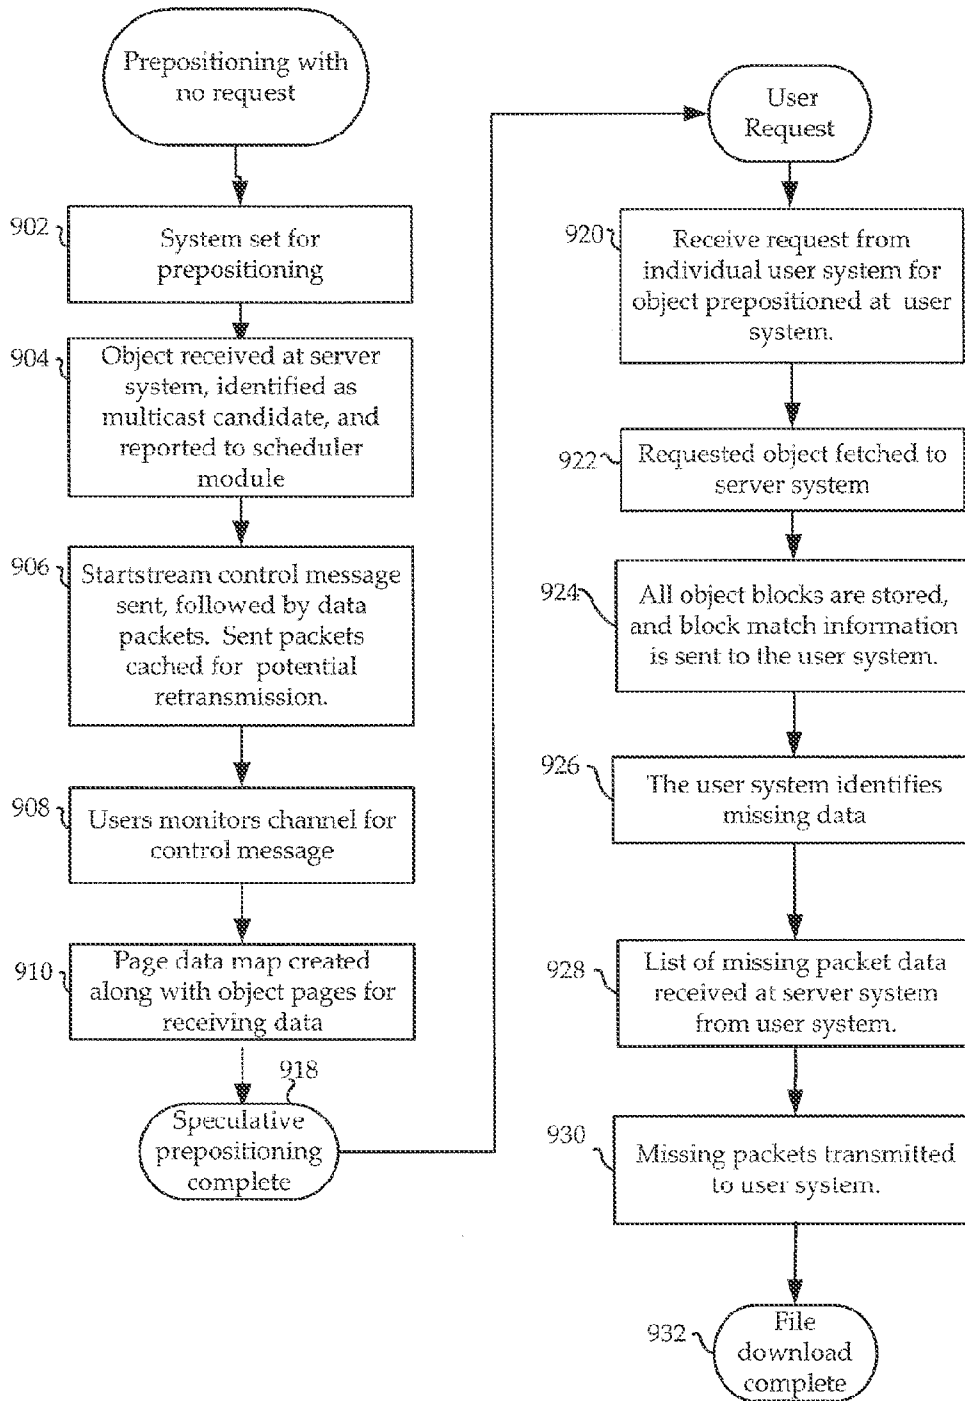 Prepositioning with
no request
902
System set for
prepositioning
904
Object received at server
system, identified as
multicast candidate, and
reported to scheduler
module
906
Startstream control message
sent, followed by data
packets. Sent packets
cached for potential
retransmission.
908
Users monitors channel for
control message
910
Page data map created
along with object pages for
receiving data
918
Speculative
prepositioning
complete
User
Request
920
Receive request from
individual user system for
object prepositioned at user
system.
922
Requested object fetched to
server system
924
All object blocks are stored,
and block match information
is sent to the user system.
926
The user system identifies
missing data
928
List of missing packet data
received at server system
from user system.
930
Missing packets transmitted
to user system.
932
File
download
complete